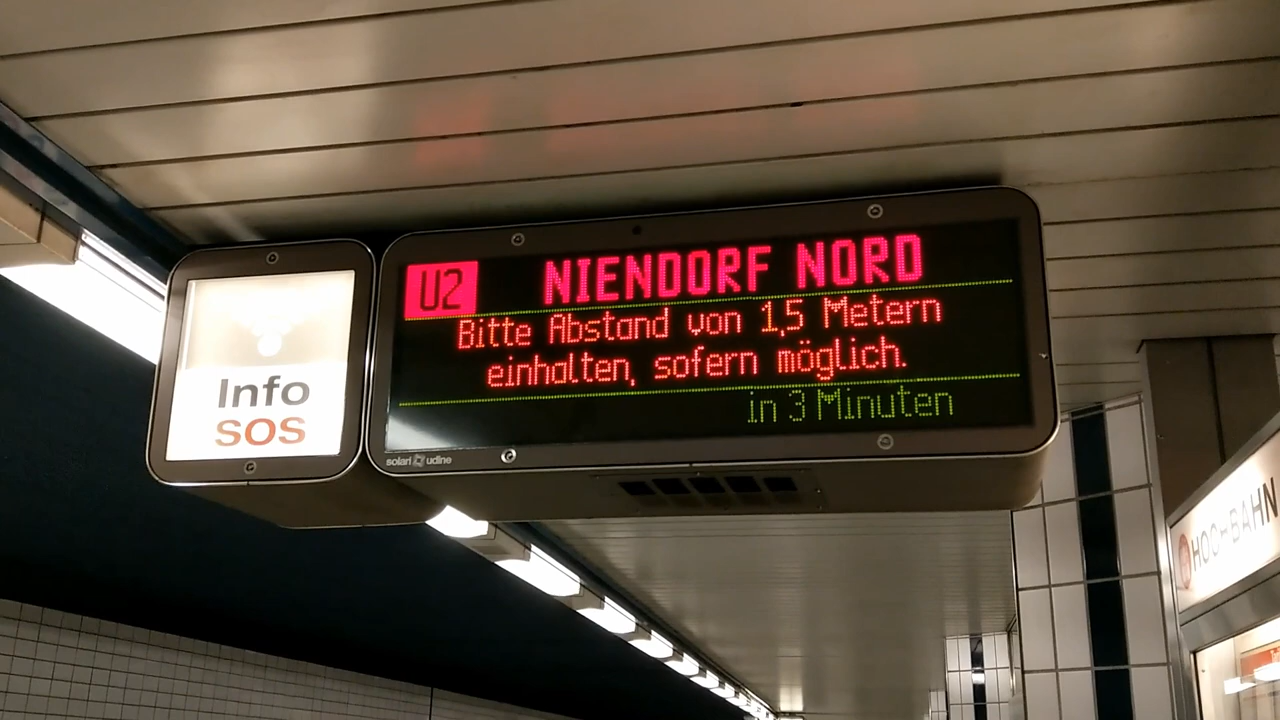 U2 NIENDORF NORD
Bitte Abstand von 1,5 Metern
einhalten, sofern möglich.
in 3 Minuten
Info
SOS
solari udine
HOCHBAHN